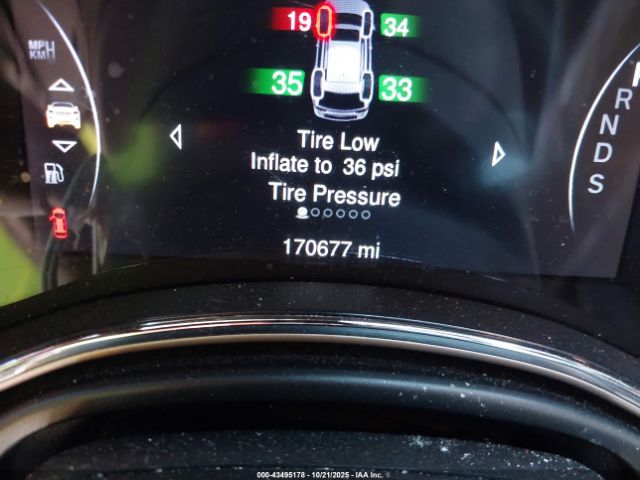 MPH
KM/H
19
34
35
33
Tire Low
Inflate to 36 psi
Tire Pressure
170677 mi
R
N
D
S
000-43495178 - 10/21/2025 - IAA Inc.